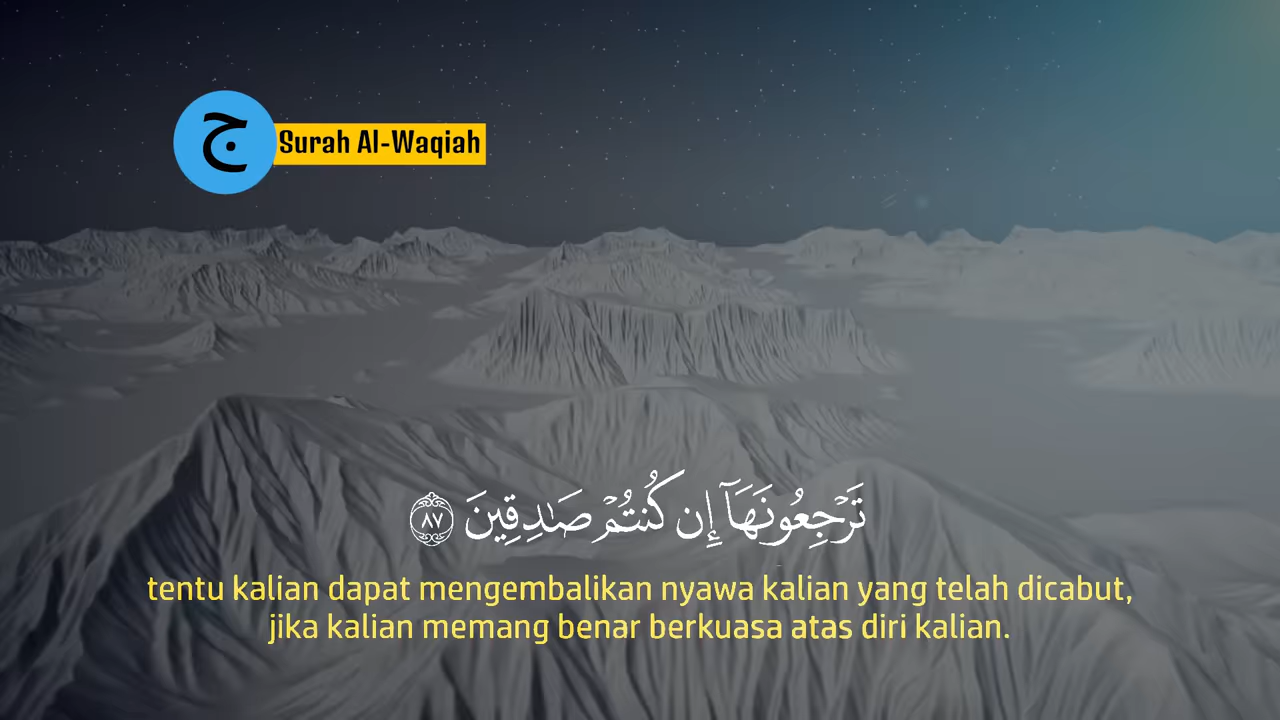 ج
Surah Al-Waqiah
تَرْجِعُونَهَآ إِن كُنتُمْ صَـٰدِقِينَ ٨٧
tentu kalian dapat mengembalikan nyawa kalian yang telah dicabut,
jika kalian memang benar berkuasa atas diri kalian.